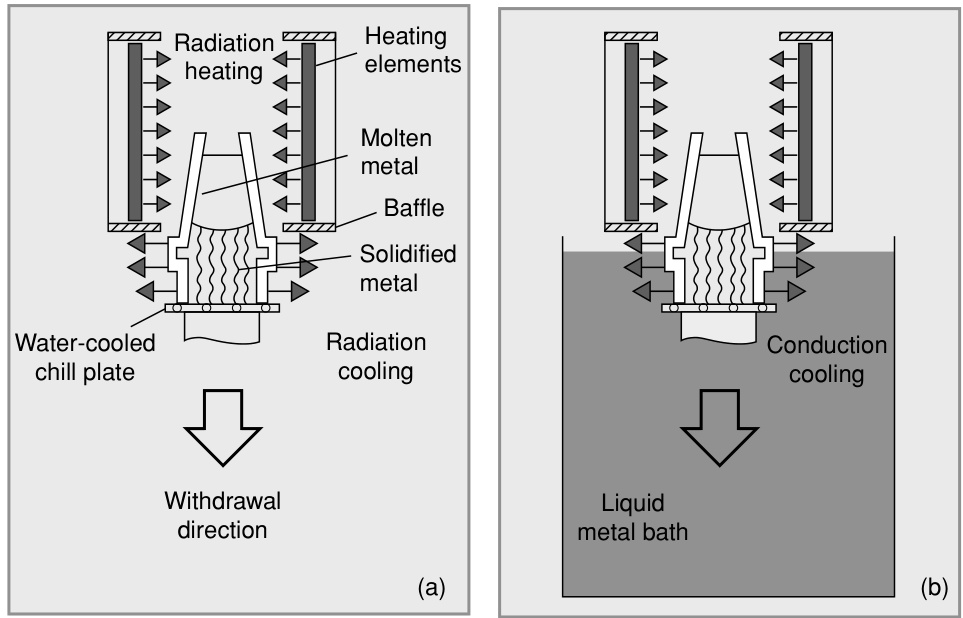 Radiation
heating
Heating
elements
Molten
metal
Baffle
Solidified
metal
Water-cooled
chill plate
Radiation
cooling
Withdrawal
direction
(a)
Conduction
cooling
Liquid
metal bath
(b)